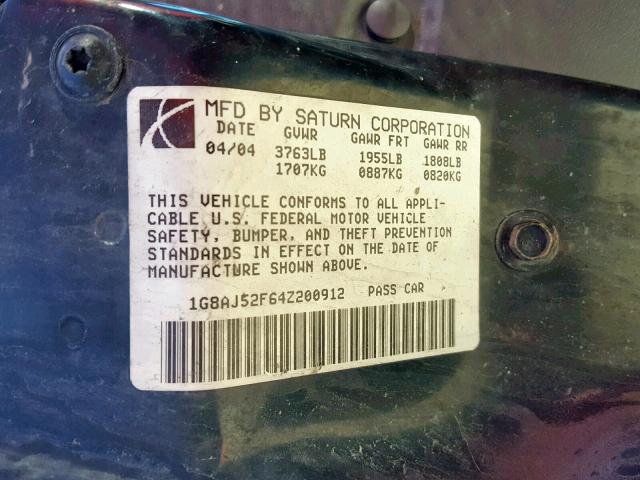 MFD BY SATURN CORPORATION
DATE GVWR GAWR FRT GAWR RR
04/04 3763LB 1955LB 1808LB
1707KG 0887KG 0820KG
THIS VEHICLE CONFORMS TO ALL APPLI-
CABLE U.S. FEDERAL MOTOR VEHICLE
SAFETY, BUMPER, AND THEFT PREVENTION
STANDARDS IN EFFECT ON THE DATE OF
MANUFACTURE SHOWN ABOVE.
1G8AJ52F64Z200912 PASS CAR